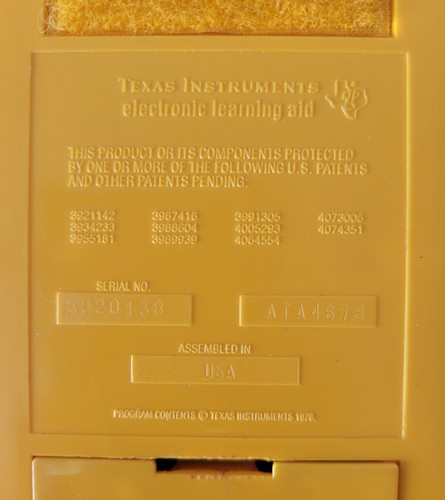 TEXAS INSTRUMENTS
electronic learning aid
THIS PRODUCT OR ITS COMPONENTS PROTECTED
BY ONE OR MORE OF THE FOLLOWING U.S. PATENTS
AND OTHER PATENTS PENDING:
3921142 3987416 3991305 4073006
3934233 3988604 4005293 4074351
3955181 3989939 4064554
SERIAL NO.
ASSEMBLED IN
USA
PROGRAM CONTENTS © TEXAS INSTRUMENTS 1978.